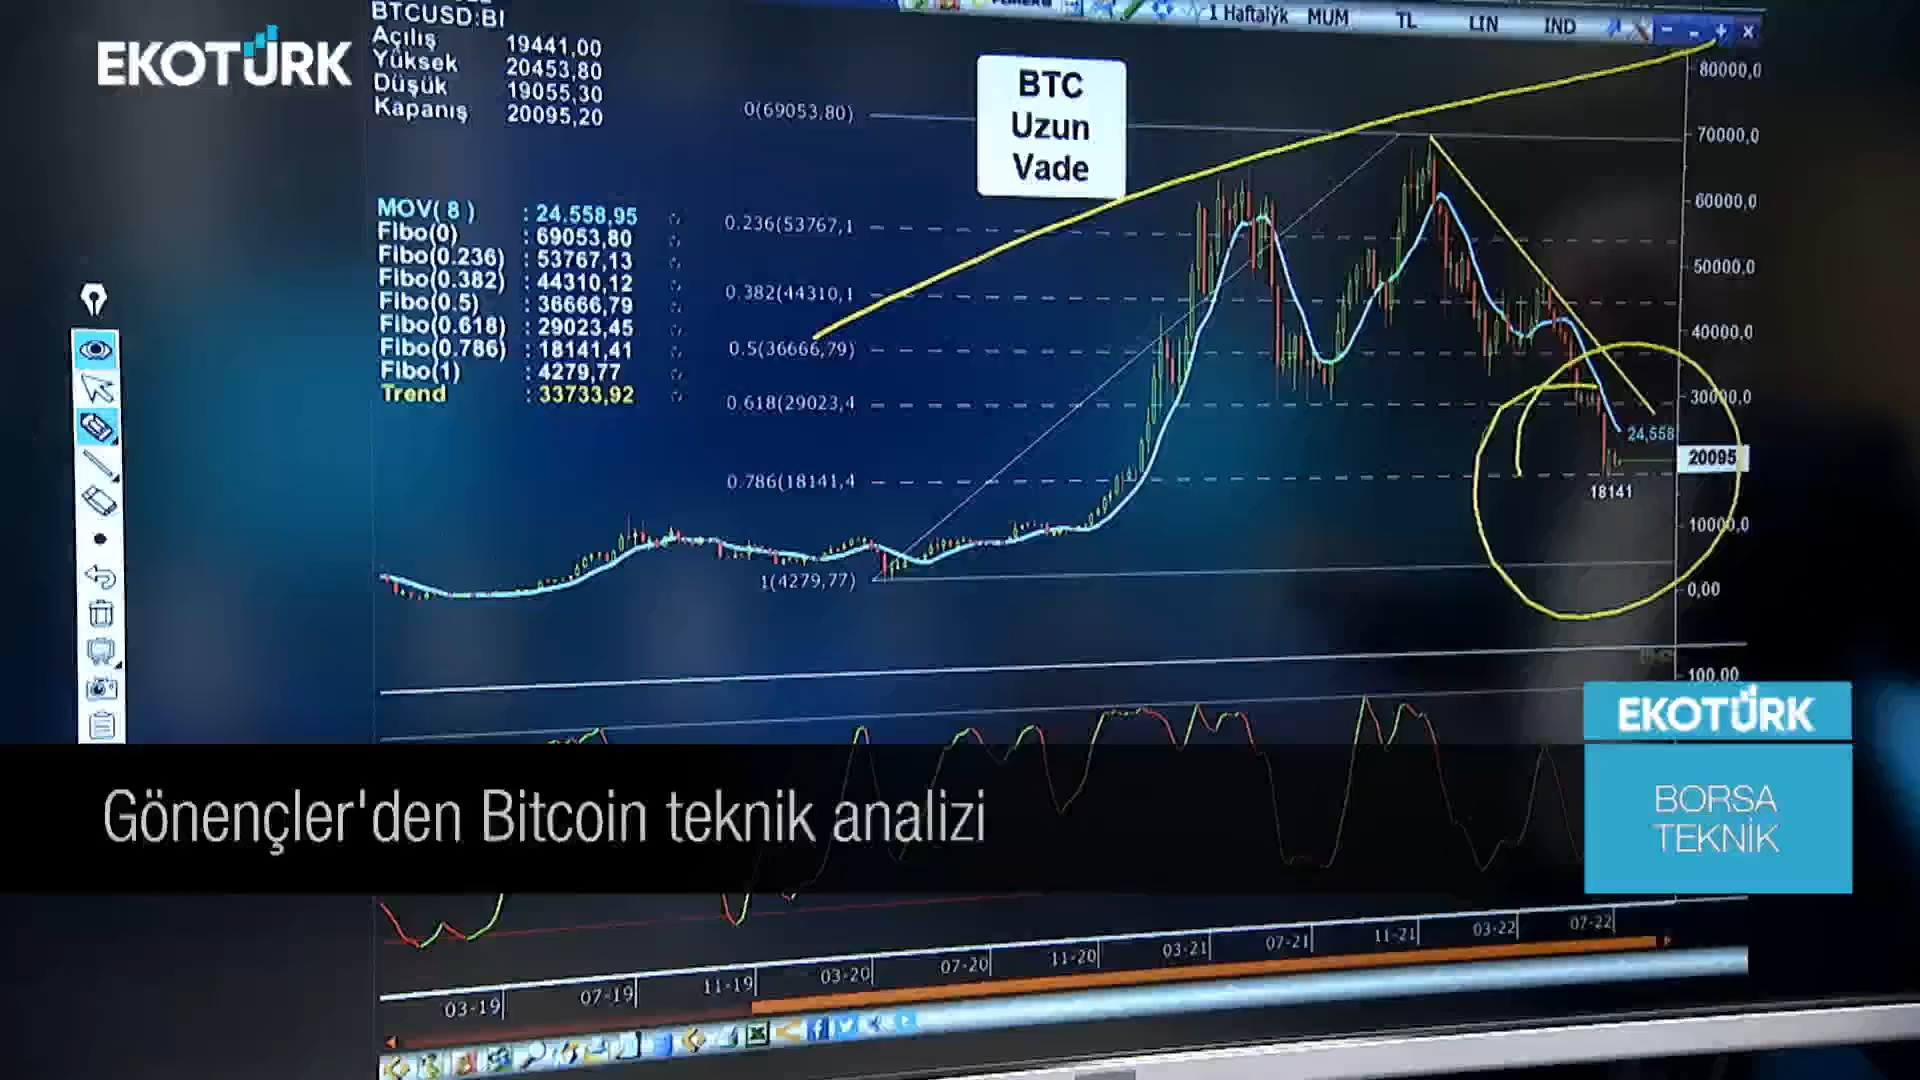 EKOTÜRK
BTCUSD:BI
Açılış 19441,00
Yüksek 20453,80
Düşük 19055,30
Kapanış 20095,20
1 Haftalýk MUM TL LIN IND
BTC
Uzun
Vade
MOV( 8 ) : 24.558,95
Fibo(0) : 69053,80
Fibo(0.236) : 53767,13
Fibo(0.382) : 44310,12
Fibo(0.5) : 36666,79
Fibo(0.618) : 29023,45
Fibo(0.786) : 18141,41
Fibo(1) : 4279,77
Trend : 33733,92
0(69053,80)
0.236(53767,1
0.382(44310,1
0.5(36666,79)
0.618(29023,4
0.786(18141,4
1(4279,77)
80000,0
70000,0
60000,0
50000,0
40000,0
30000,0
24,558
20095
18141
10000,0
0,00
100,00
EKOTÜRK
BORSA
TEKNİK
Gönençler'den Bitcoin teknik analizi
03-19 07-19 11-19 03-20 07-20 11-20 03-21 07-21 11-21 03-22 07-22